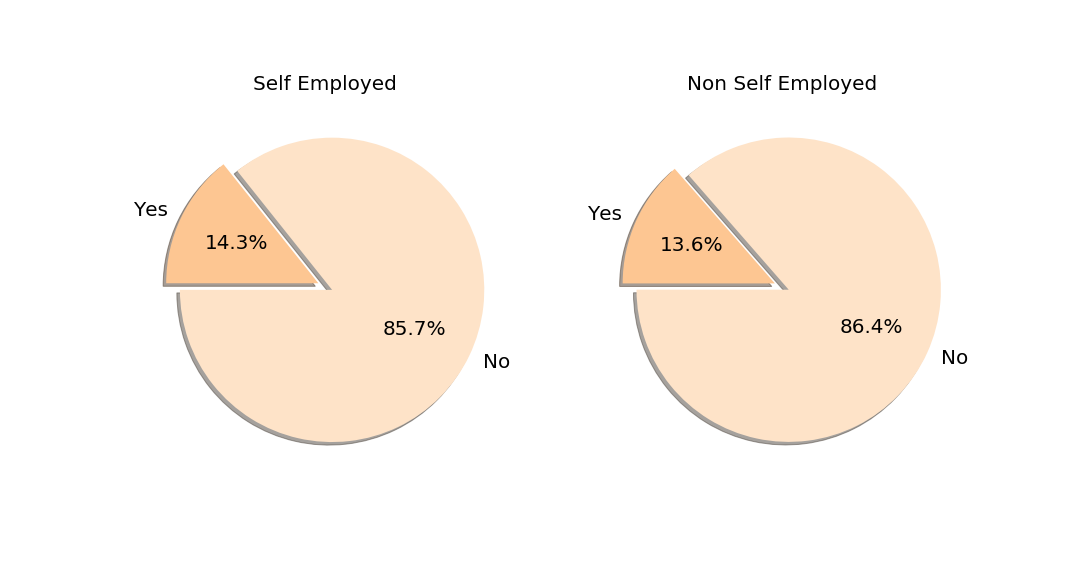 Self Employed
Yes
14.3%
85.7%
No
Non Self Employed
Yes
13.6%
86.4%
No